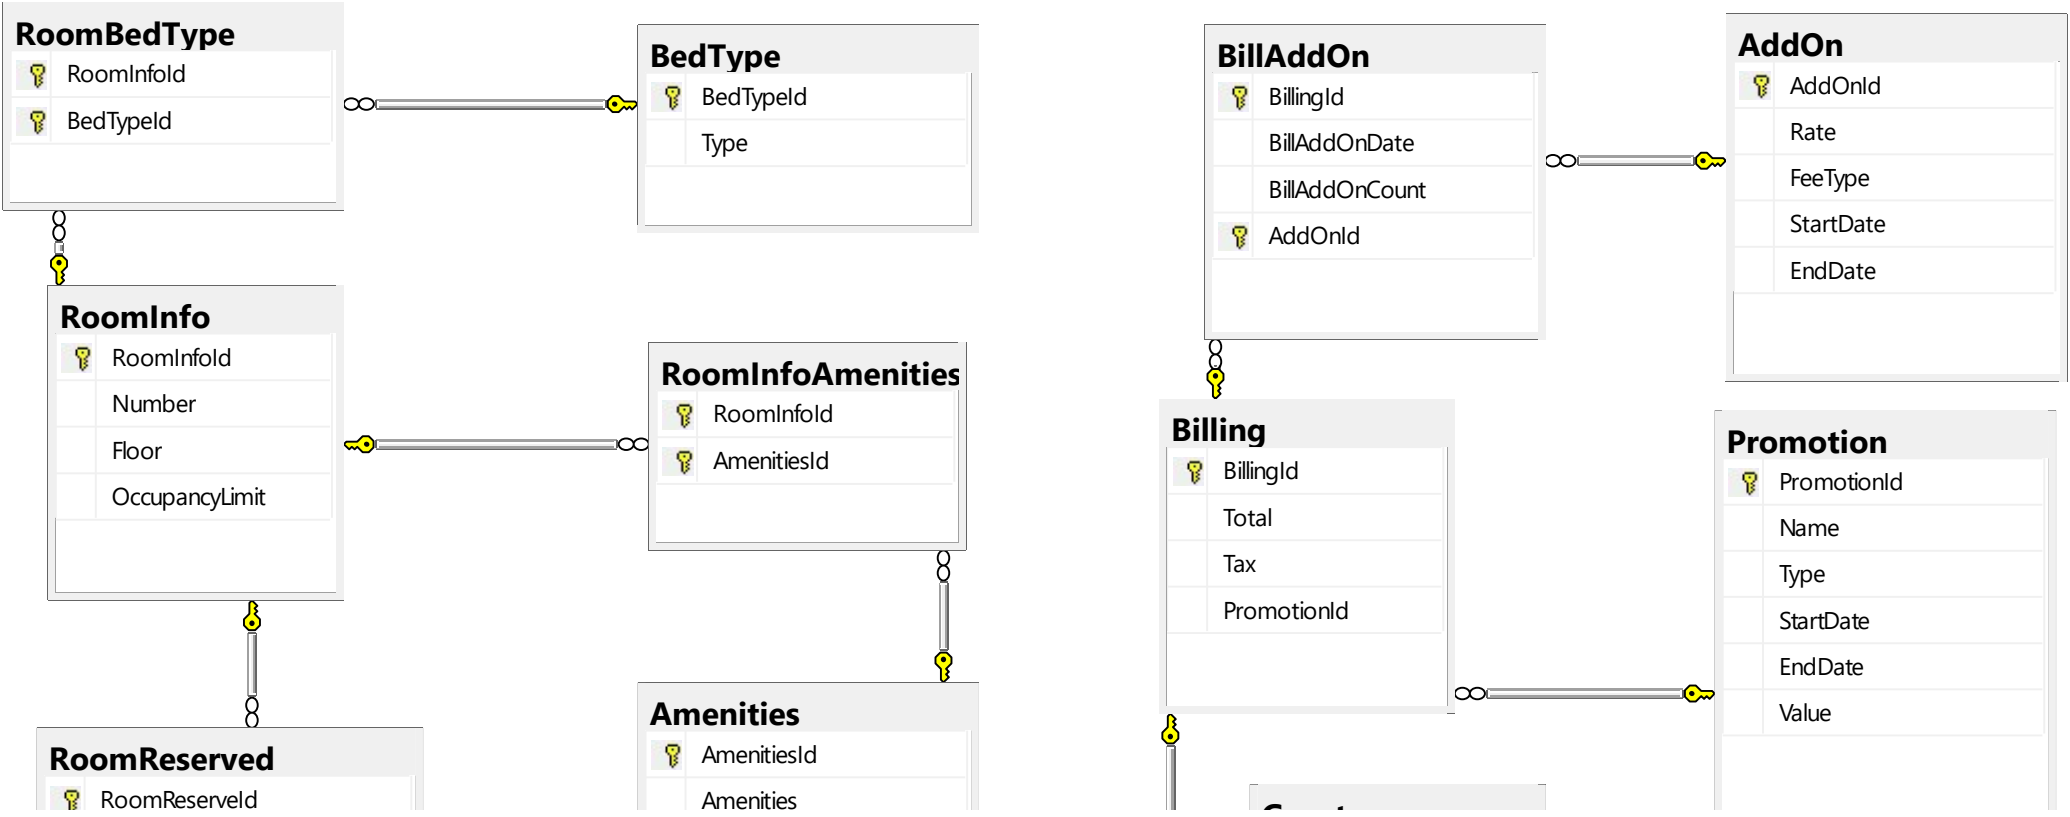 RoomBedType
RoomInfoId
BedTypeId
BedType
BedTypeId
Type
RoomInfo
RoomInfoId
Number
Floor
OccupancyLimit
RoomInfoAmenities
RoomInfoId
AmenitiesId
RoomReserved
RoomReserveId
Amenities
AmenitiesId
Amenities
BillAddOn
BillingId
BillAddOnDate
BillAddOnCount
AddOnId
AddOn
AddOnId
Rate
FeeType
StartDate
EndDate
Billing
BillingId
Total
Tax
PromotionId
Promotion
PromotionId
Name
Type
StartDate
EndDate
Value